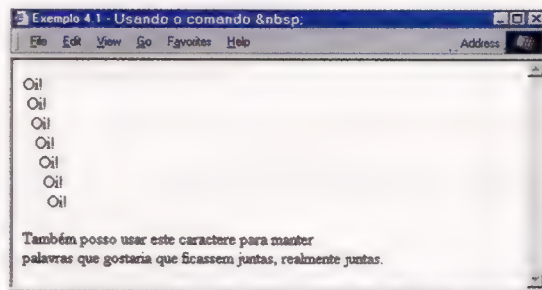 Exemplo 4.1 - Usando o comando &nbsp;
File Edit View Go Favorites Help Address
Oi!
Oi!
Oi!
Oi!
Oi!
Oi!
Oi!
Também posso usar este caractere para manter
palavras que gostaria que ficassem juntas, realmente juntas.